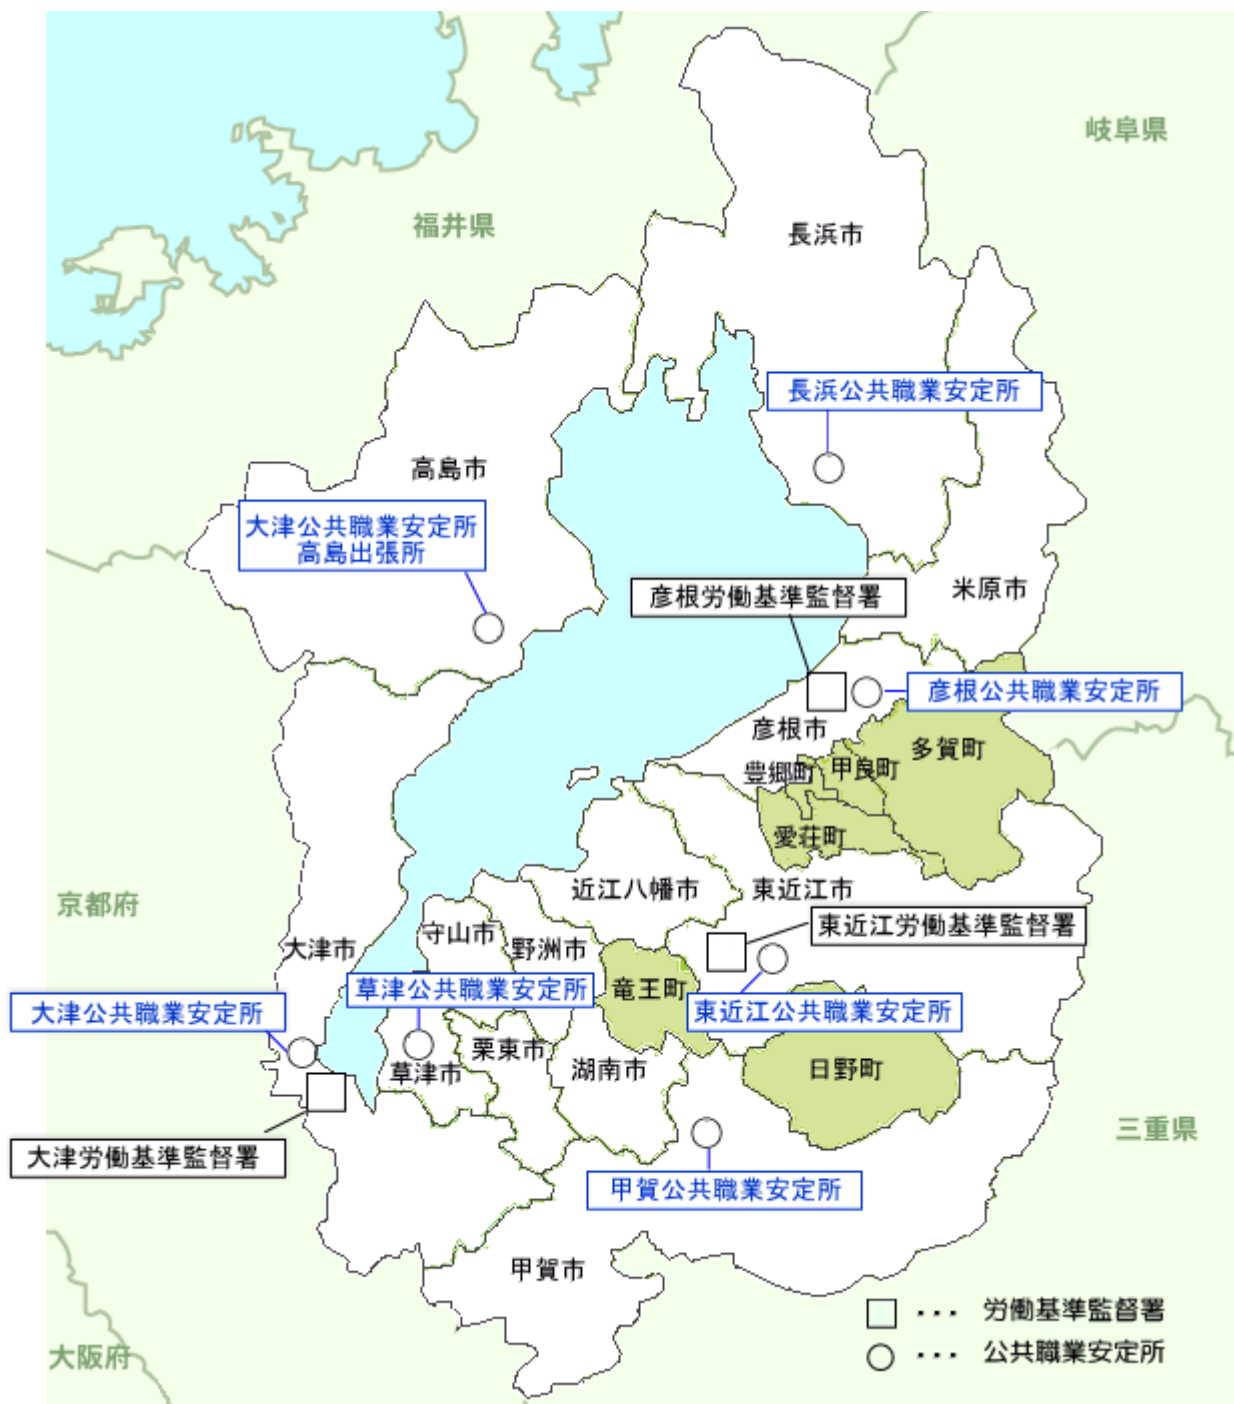 岐阜県
福井県
長浜市
長浜公共職業安定所
高島市
大津公共職業安定所
高島出張所
米原市
彦根労働基準監督署
彦根公共職業安定所
彦根市
多賀町
豊郷町
甲良町
愛荘町
近江八幡市
東近江市
京都府
東近江労働基準監督署
守山市
野洲市
大津市
竜王町
草津公共職業安定所
大津公共職業安定所
東近江公共職業安定所
栗東市
草津市
湖南市
日野町
三重県
大津労働基準監督署
甲賀公共職業安定所
甲賀市
大阪府
□ ･･･ 労働基準監督署
○ ･･･ 公共職業安定所